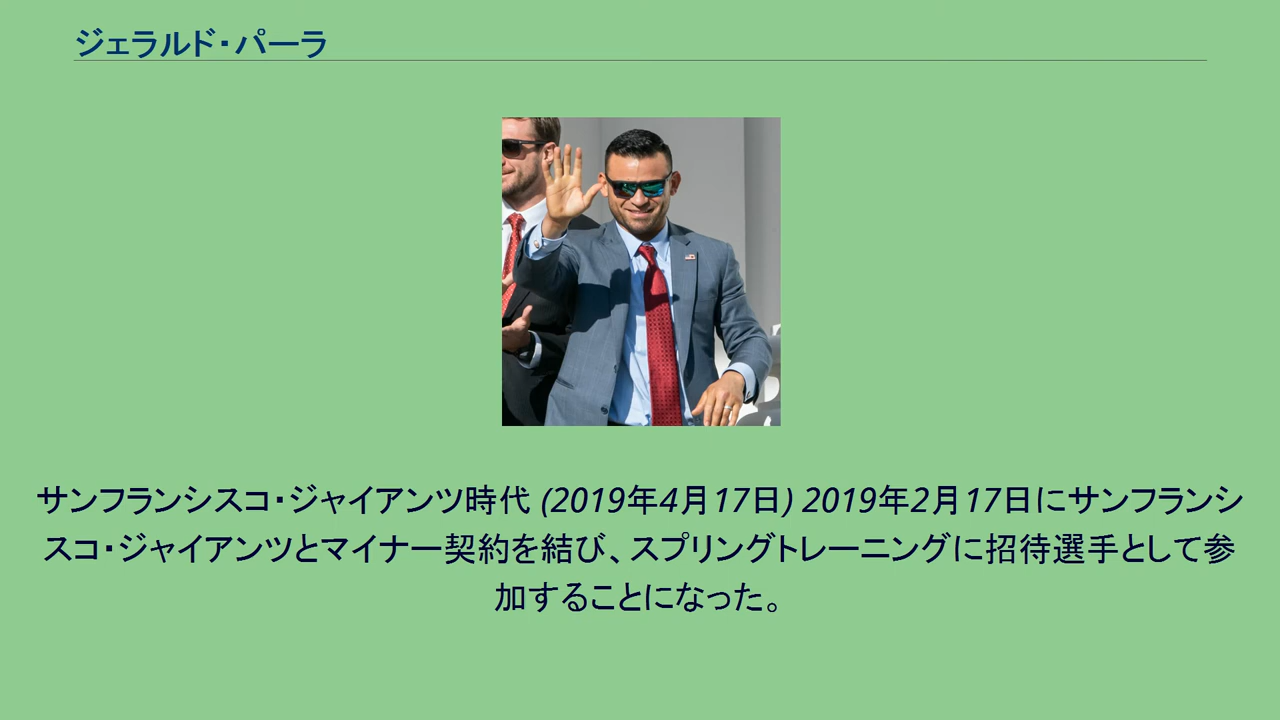 ジェラルド・パーラ
サンフランシスコ・ジャイアンツ時代 (2019年4月17日) 2019年2月17日にサンフランシ
スコ・ジャイアンツとマイナー契約を結び、スプリングトレーニングに招待選手として参
加することになった。